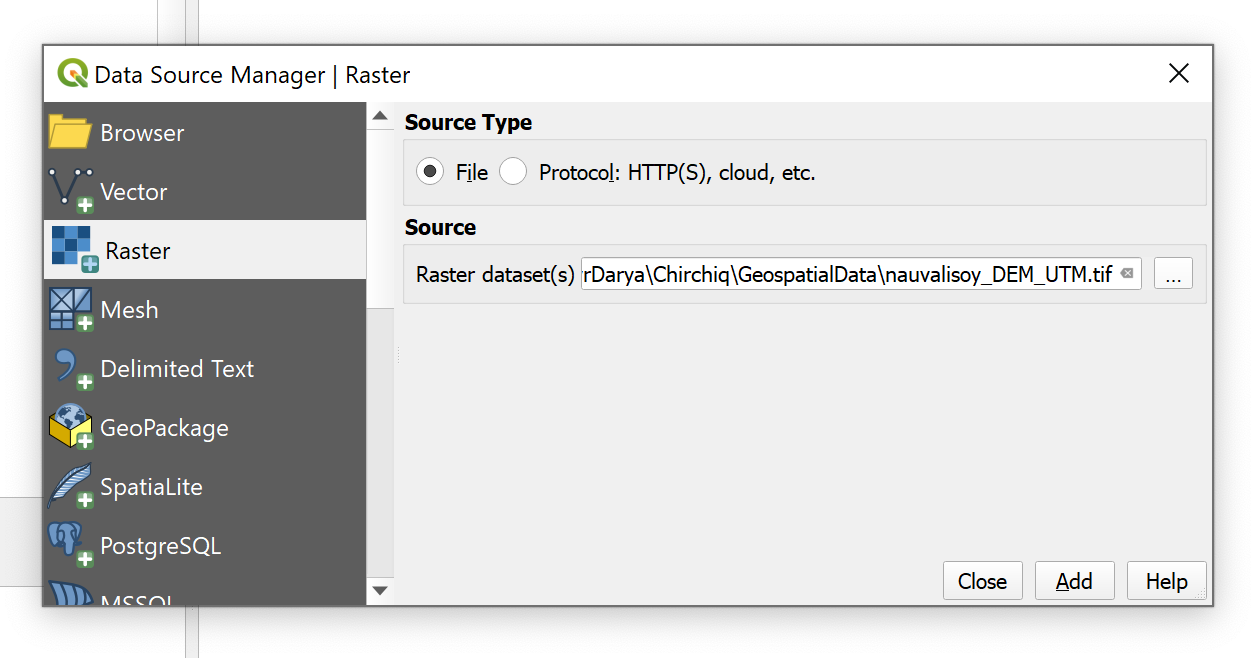 Data Source Manager | Raster
Browser
Vector
Raster
Mesh
Delimited Text
GeoPackage
SpatiaLite
PostgreSQL
MSSQL
Source Type
File
Protocol: HTTP(S), cloud, etc.
Source
Raster dataset(s) rDarya\Chirchiq\GeospatialData\nauvalisoy_DEM_UTM.tif ...
Close Add Help